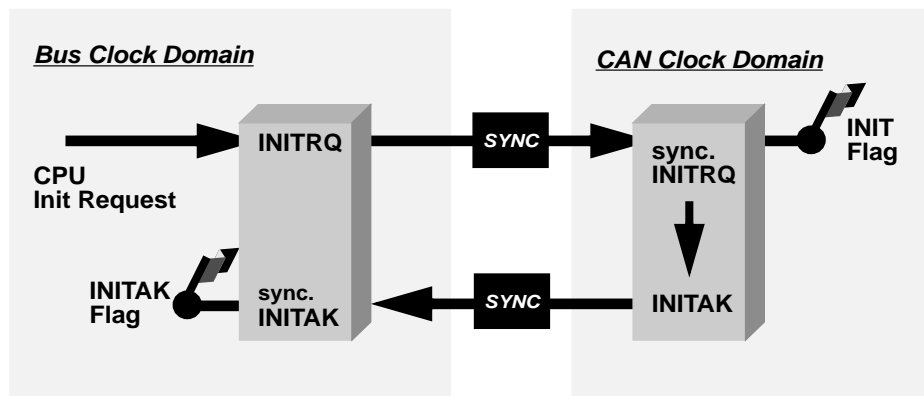 Bus Clock Domain
CAN Clock Domain
CPU
Init Request
INITRQ
SYNC
sync.
INITRQ
INIT
Flag
INITAK
Flag
sync.
INITAK
SYNC
INITAK